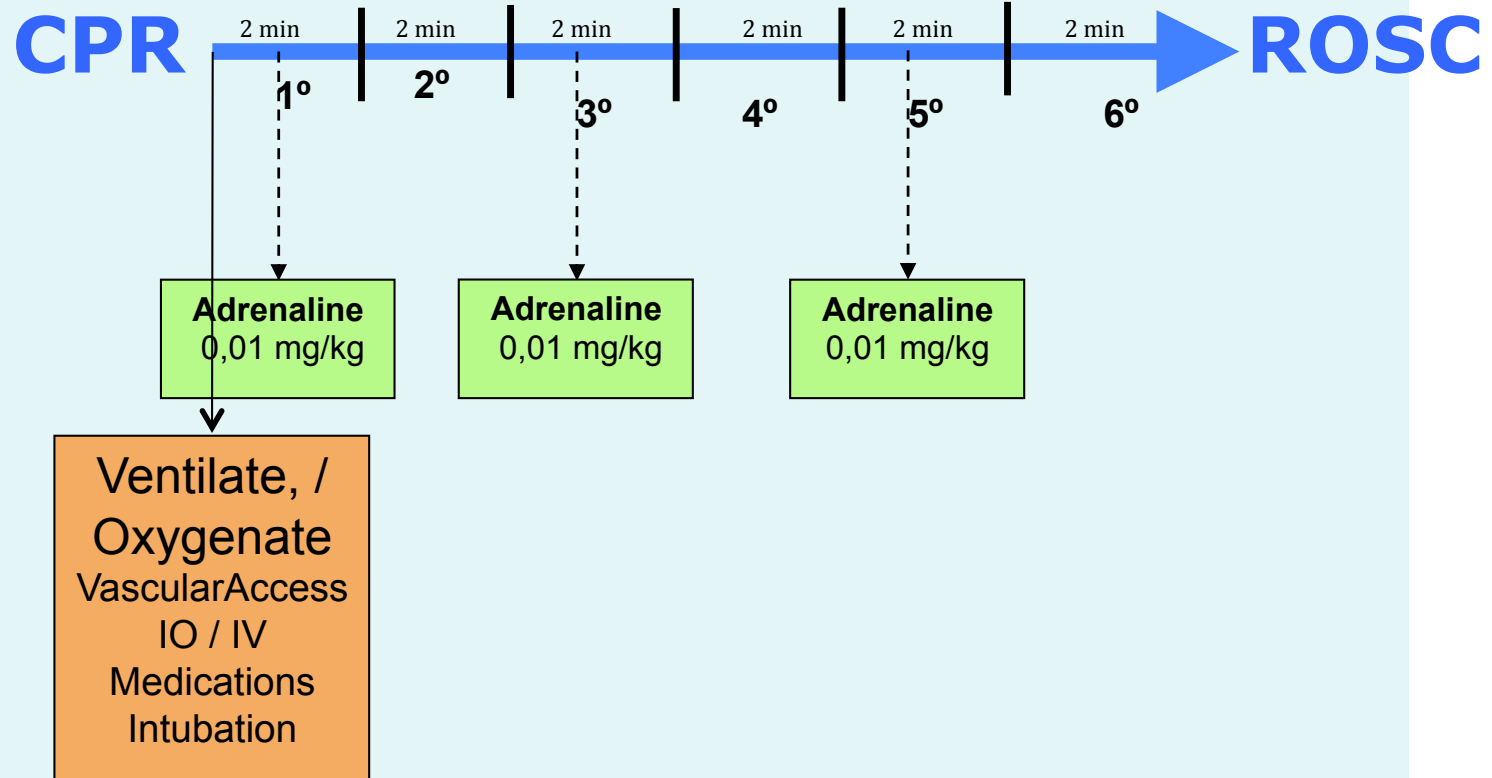 CPR
2 min
2 min
2 min
2 min
2 min
2 min
ROSC
1º
2º
3º
4º
5º
6º
Adrenaline
0,01 mg/kg
Adrenaline
0,01 mg/kg
Adrenaline
0,01 mg/kg
Ventilate, /
Oxygenate
VascularAccess
IO / IV
Medications
Intubation